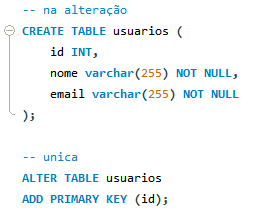 -- na alteração
CREATE TABLE usuarios (
id INT,
nome varchar(255) NOT NULL,
email varchar(255) NOT NULL
);
-- unica
ALTER TABLE usuarios
ADD PRIMARY KEY (id);